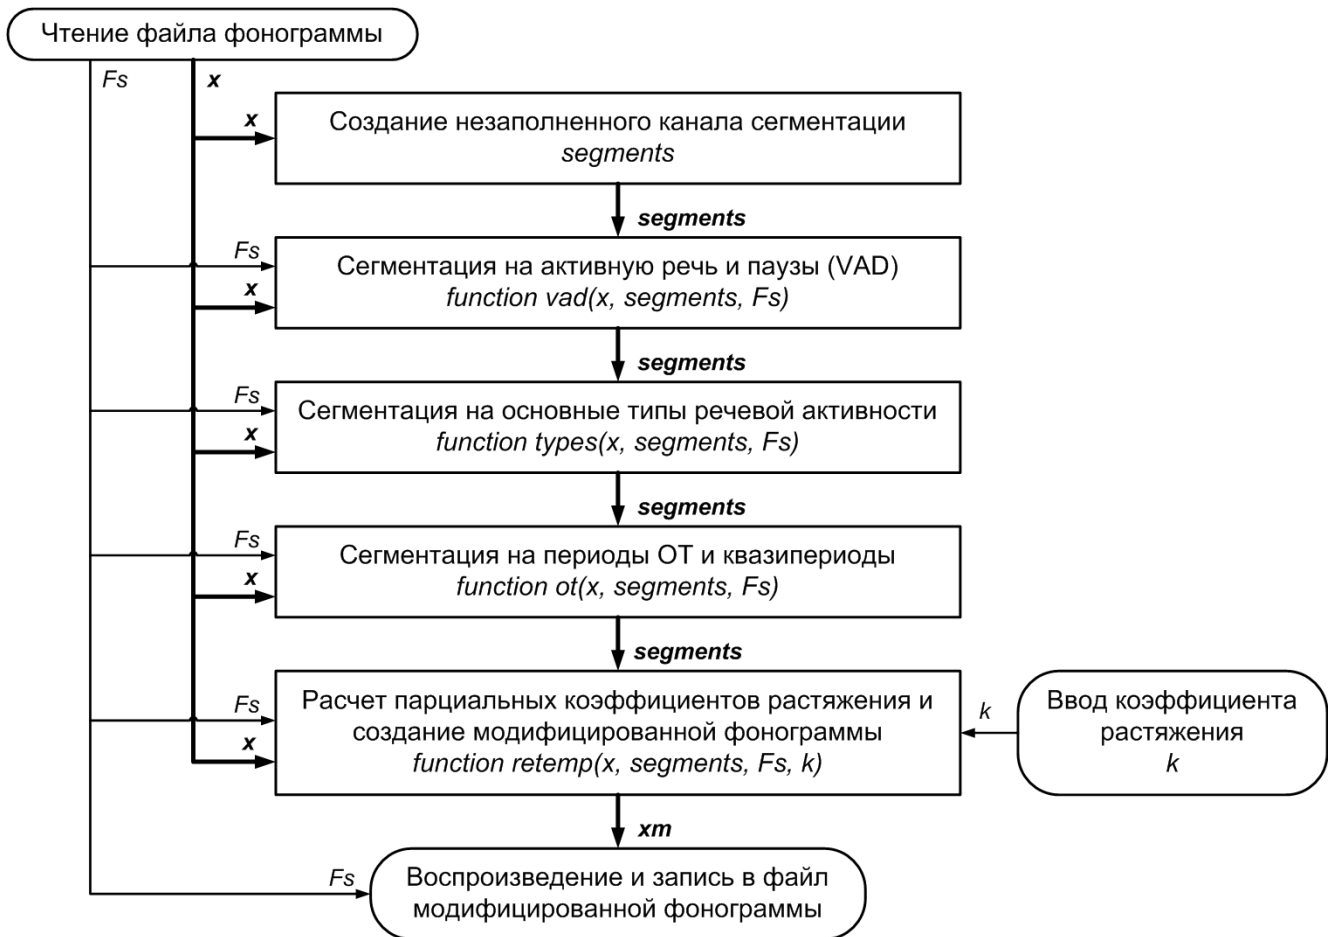 Чтение файла фонограммы
Fs
x
x
Создание незаполненного канала сегментации
segments
segments
Fs
x
Сегментация на активную речь и паузы (VAD)
function vad(x, segments, Fs)
segments
Fs
x
Сегментация на основные типы речевой активности
function types(x, segments, Fs)
segments
Fs
x
Сегментация на периоды ОТ и квазипериоды
function ot(x, segments, Fs)
segments
Fs
x
Расчет парциальных коэффициентов растяжения и
создание модифицированной фонограммы
function retemp(x, segments, Fs, k)
k
Ввод коэффициента
растяжения
k
xm
Fs
Воспроизведение и запись в файл
модифицированной фонограммы